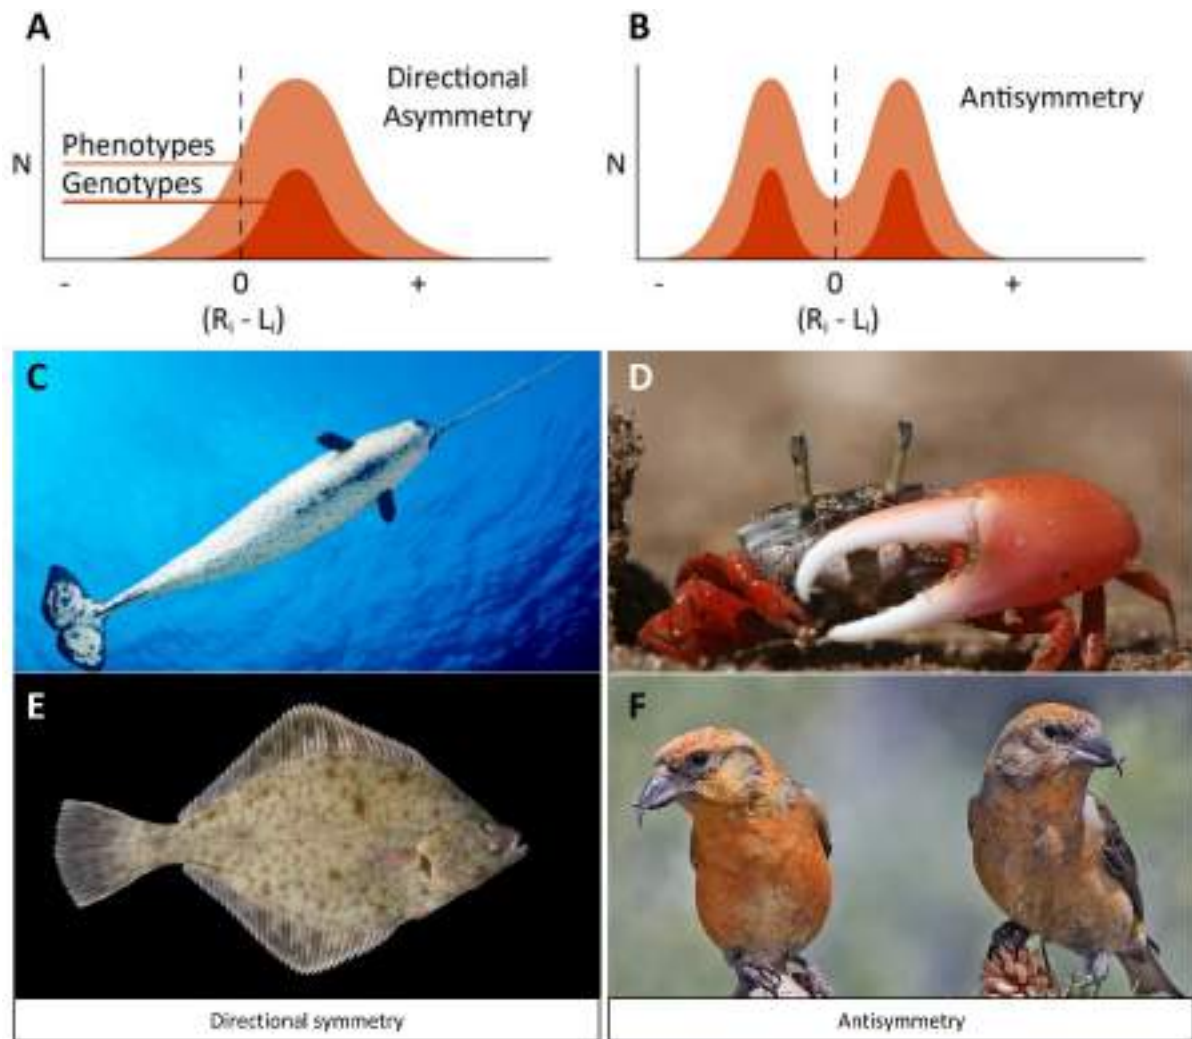 A
Directional
Asymmetry
Phenotypes
Genotypes
N
- 0 +
(Rᵢ - Lᵢ)
B
Antisymmetry
N
- 0 +
(Rᵢ - Lᵢ)
C
D
E
F
Directional symmetry
Antisymmetry